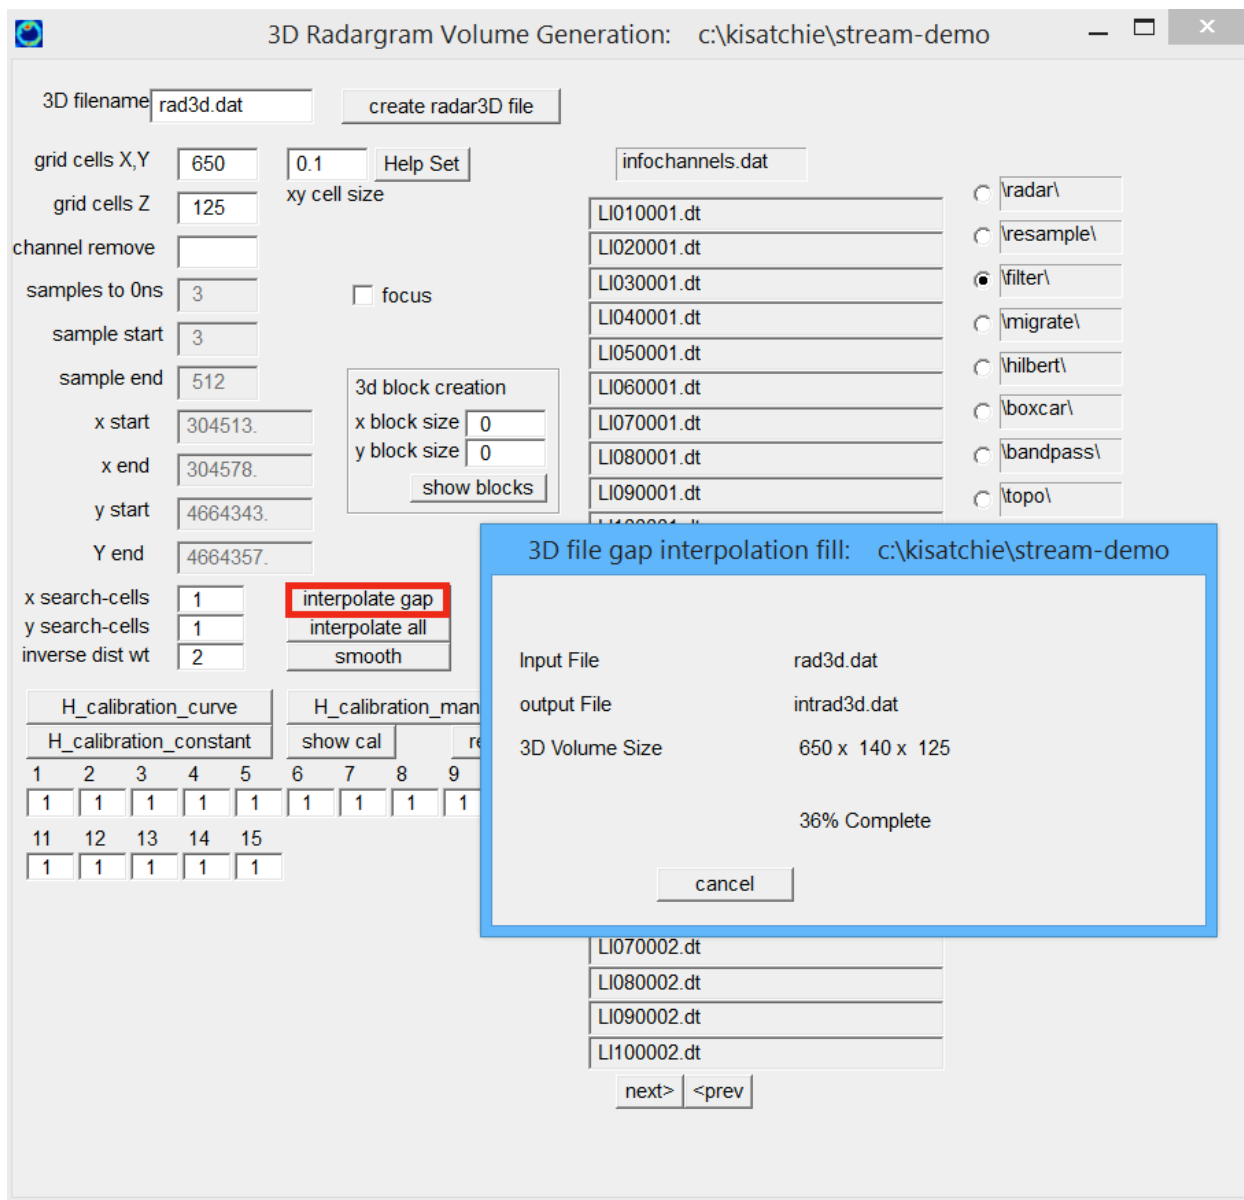 3D Radargram Volume Generation: c:\kisatchie\stream-demo
3D filename rad3d.dat create radar3D file
grid cells X,Y 650 0.1 Help Set infochannels.dat
xy cell size
grid cells Z 125
channel remove
samples to 0ns 3 focus
sample start 3
sample end 512
x start 304513.
x end 304578.
y start 4664343.
Y end 4664357.
3d block creation
x block size 0
y block size 0
show blocks
LI010001.dt
LI020001.dt
LI030001.dt
LI040001.dt
LI050001.dt
LI060001.dt
LI070001.dt
LI080001.dt
LI090001.dt
\radar\
\resample\
\filter\
\migrate\
\hilbert\
\boxcar\
\bandpass\
\topo\
x search-cells 1 interpolate gap
y search-cells 1 interpolate all
inverse dist wt 2 smooth
H_calibration_curve H_calibration_man
H_calibration_constant show cal re
1 2 3 4 5 6 7 8 9
1 1 1 1 1 1 1 1 1
11 12 13 14 15
1 1 1 1 1
3D file gap interpolation fill: c:\kisatchie\stream-demo
Input File rad3d.dat
output File intrad3d.dat
3D Volume Size 650 x 140 x 125
36% Complete
cancel
LI070002.dt
LI080002.dt
LI090002.dt
LI100002.dt
next> <prev